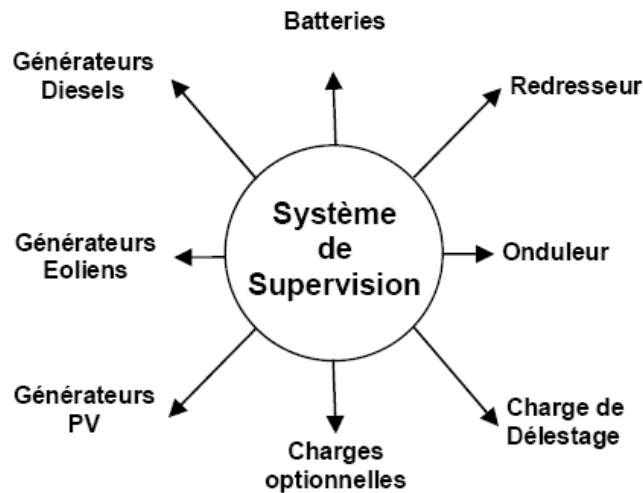 Batteries
Générateurs
Diesels
Redresseur
Système
de
Supervision
Générateurs
Eoliens
Onduleur
Générateurs
PV
Charge de
Délestage
Charges
optionnelles